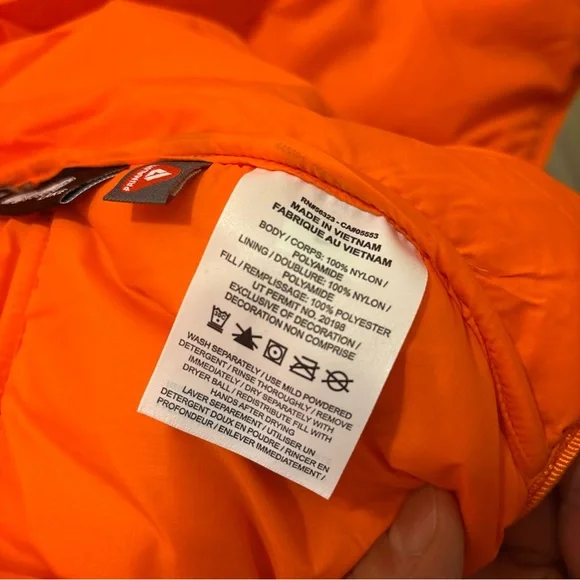 RN#56323 - CA#05553
MADE IN VIETNAM
FABRIQUE AU VIETNAM
BODY / CORPS: 100% NYLON /
POLYAMIDE
LINING / DOUBLURE: 100% NYLON /
POLYAMIDE
FILL / REMPLISSAGE: 100% POLYESTER
UT PERMIT NO. 20198
EXCLUSIVE OF DECORATION /
DECORATION NON COMPRISE
WASH SEPARATELY / USE MILD POWDERED
DETERGENT / RINSE THOROUGHLY / REMOVE
IMMEDIATELY / DRY SEPARATELY WITH
DRYER BALL / REDISTRIBUTE FILL WITH
HANDS AFTER DRYING
LAVER SEPAREMENT / UTILISER UN
DETERGENT DOUX EN POUDRE / RINCER EN
PROFONDEUR / ENLEVER IMMEDIATEMENT /